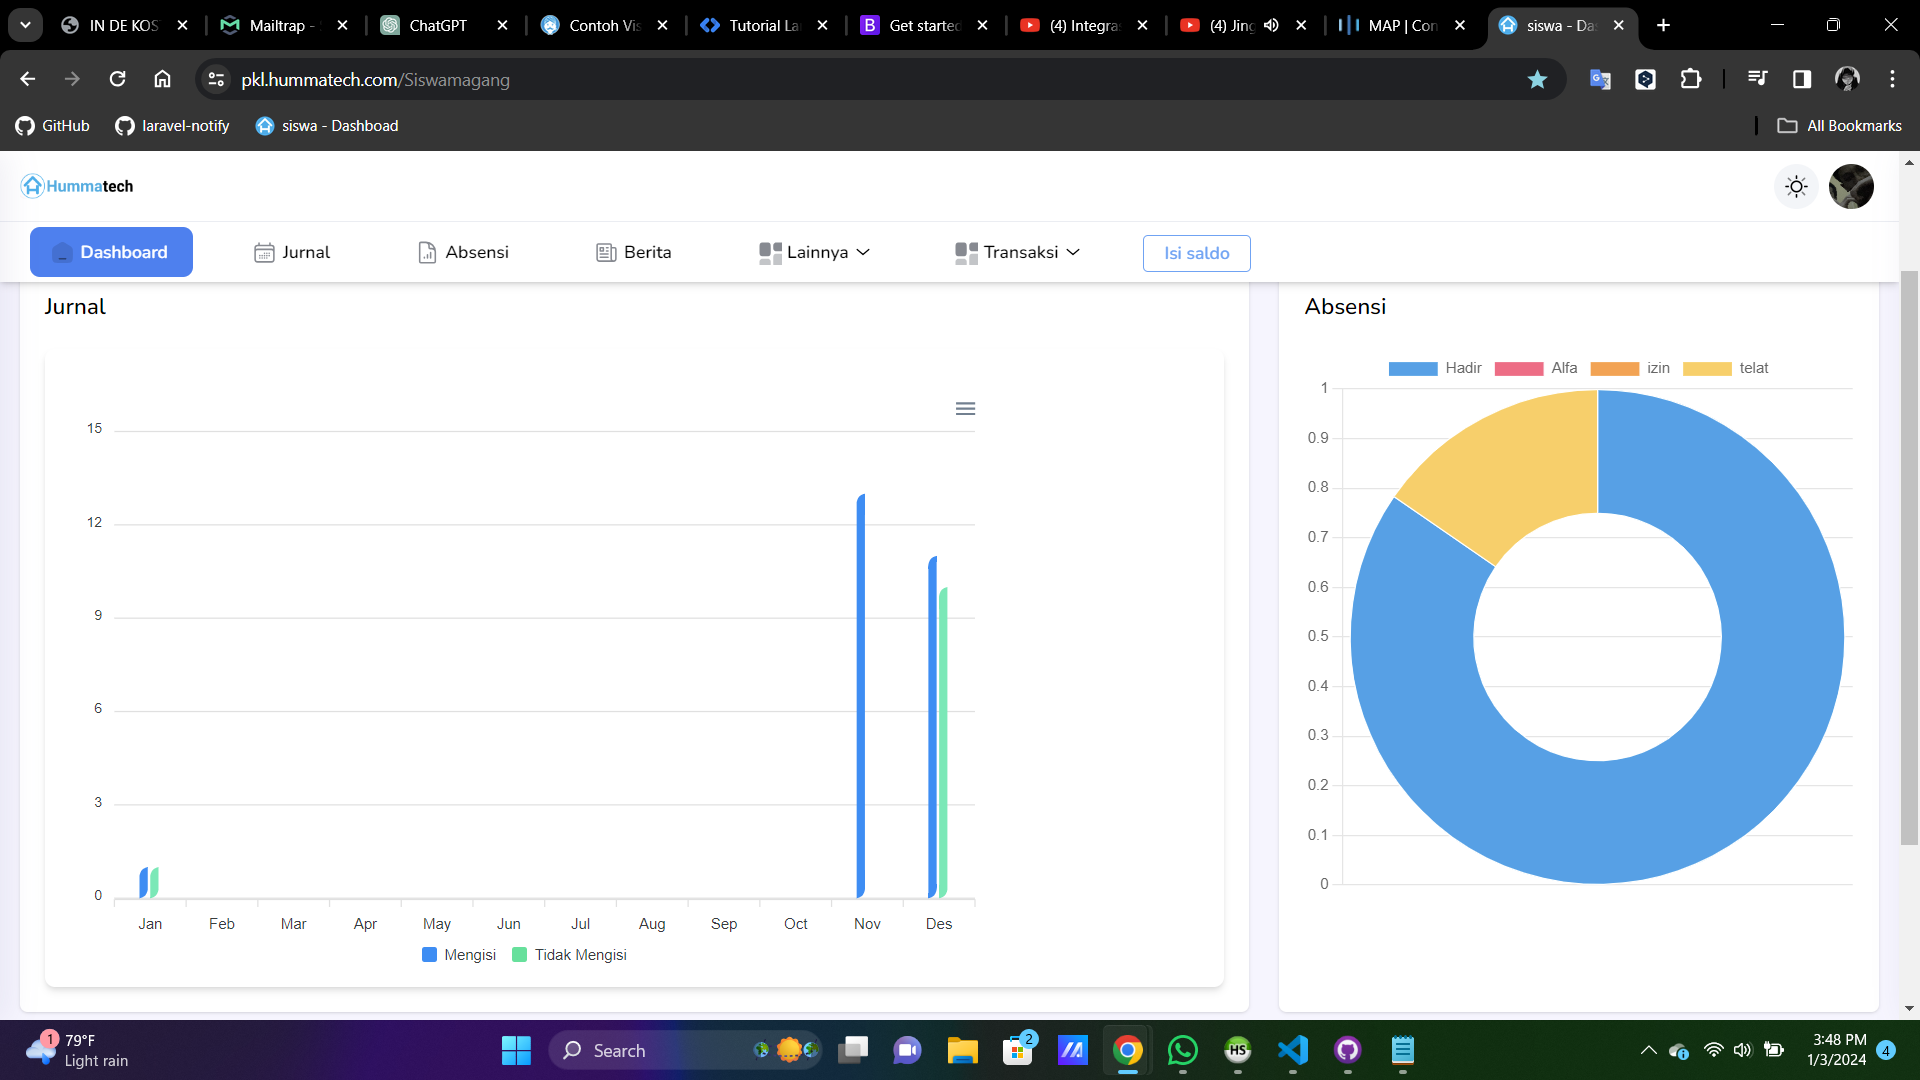 IN DE KOS
Mailtrap -
ChatGPT
Contoh Vis
Tutorial La
Get started
(4) Integra
(4) Jing
MAP | Con
siswa - Da
pkl.hummatech.com/Siswamagang
GitHub
laravel-notify
siswa - Dashboad
All Bookmarks
Hummatech
Dashboard
Jurnal
Absensi
Berita
Lainnya
Transaksi
Isi saldo
Jurnal
15
12
9
6
3
0
Jan Feb Mar Apr May Jun Jul Aug Sep Oct Nov Des
Mengisi Tidak Mengisi
Absensi
Hadir Alfa izin telat
1
0.9
0.8
0.7
0.6
0.5
0.4
0.3
0.2
0.1
0
1
79°F
Light rain
Search
2
HS
3:48 PM
1/3/2024
4